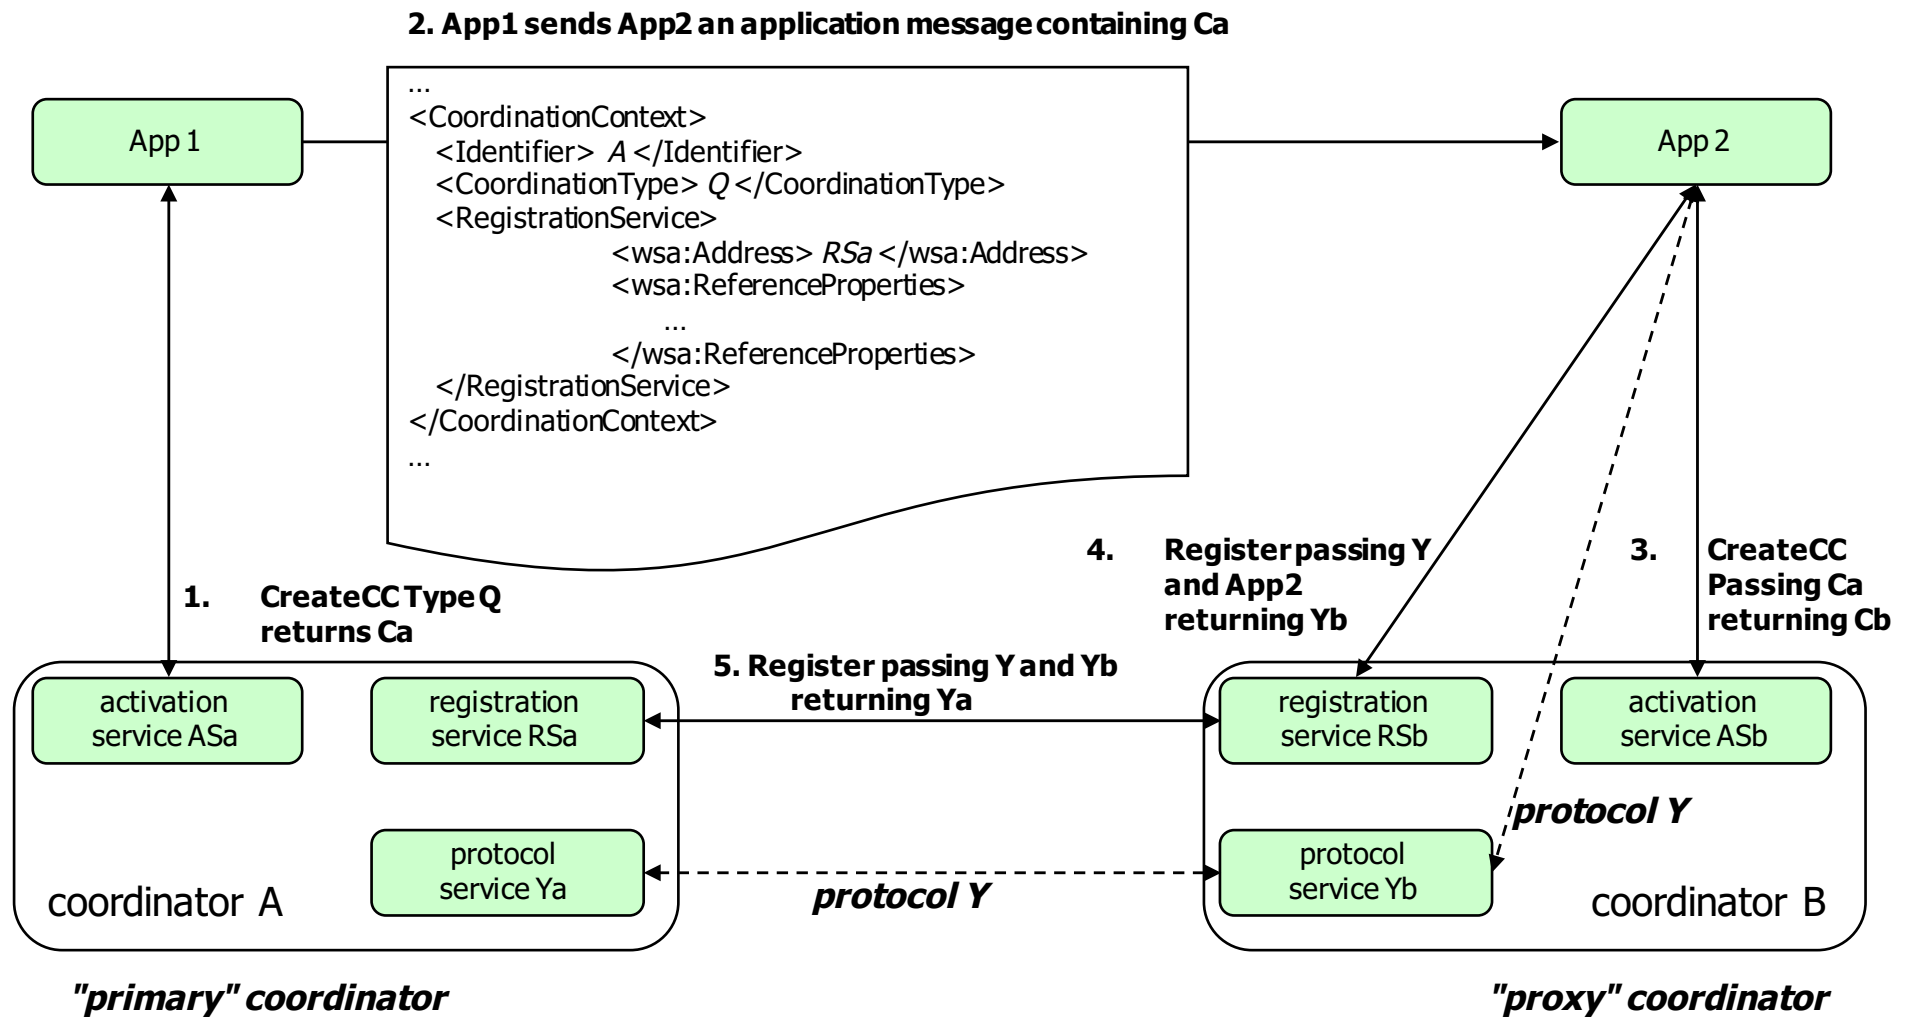 2. App1 sends App2 an application message containing Ca
App 1
...
<CoordinationContext>
<Identifier> A </Identifier>
<CoordinationType> Q </CoordinationType>
<RegistrationService>
<wsa:Address> RSa </wsa:Address>
<wsa:ReferenceProperties>
...
</wsa:ReferenceProperties>
</RegistrationService>
</CoordinationContext>
...
App 2
1. CreateCC Type Q
returns Ca
4. Register passing Y
and App2
returning Yb
3. CreateCC
Passing Ca
returning Cb
5. Register passing Y and Yb
returning Ya
activation
service ASa
registration
service RSa
registration
service RSb
activation
service ASb
protocol Y
protocol
service Ya
protocol
service Yb
protocol Y
coordinator A
coordinator B
"primary" coordinator
"proxy" coordinator